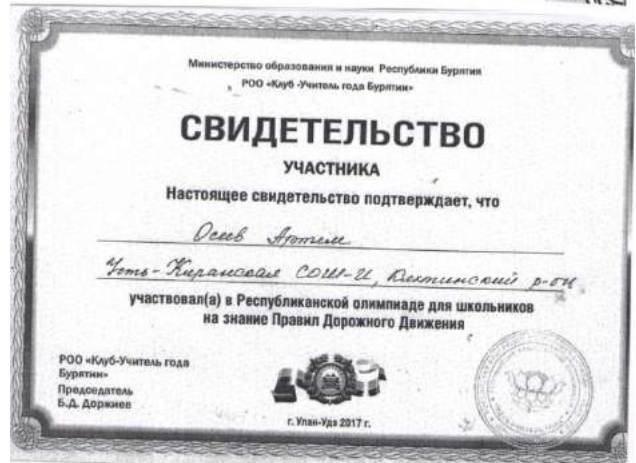 Министерство образования и науки Республики Бурятия
РОО «Клуб -Учитель года Бурятии»
СВИДЕТЕЛЬСТВО
УЧАСТНИКА
Настоящее свидетельство подтверждает, что
Осеев Артем
Усть-Киранская СОШ-И, Кяхтинский р-он
участвовал(а) в Республиканской олимпиаде для школьников
на знание Правил Дорожного Движения
РОО «Клуб-Учитель года
Бурятии»
Председатель
Б.Д. Доржиев
г. Улан-Удэ 2017 г.